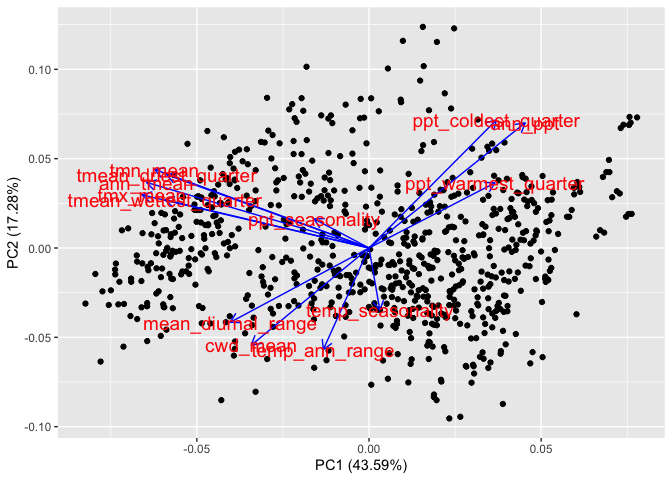 0.10
ppt_coldest_quarter
ann_ppt
0.05
tmn_mean
tmean_driest_quarter
ann_tmean
tmx_mean
tmean_wettest_quarter
ppt_warmest_quarter
ppt_seasonality
0.00
temp_seasonality
mean_diurnal_range
-0.05
cwd_mean
temp_ann_range
-0.10
PC2 (17.28%)
-0.05
0.00
0.05
PC1 (43.59%)